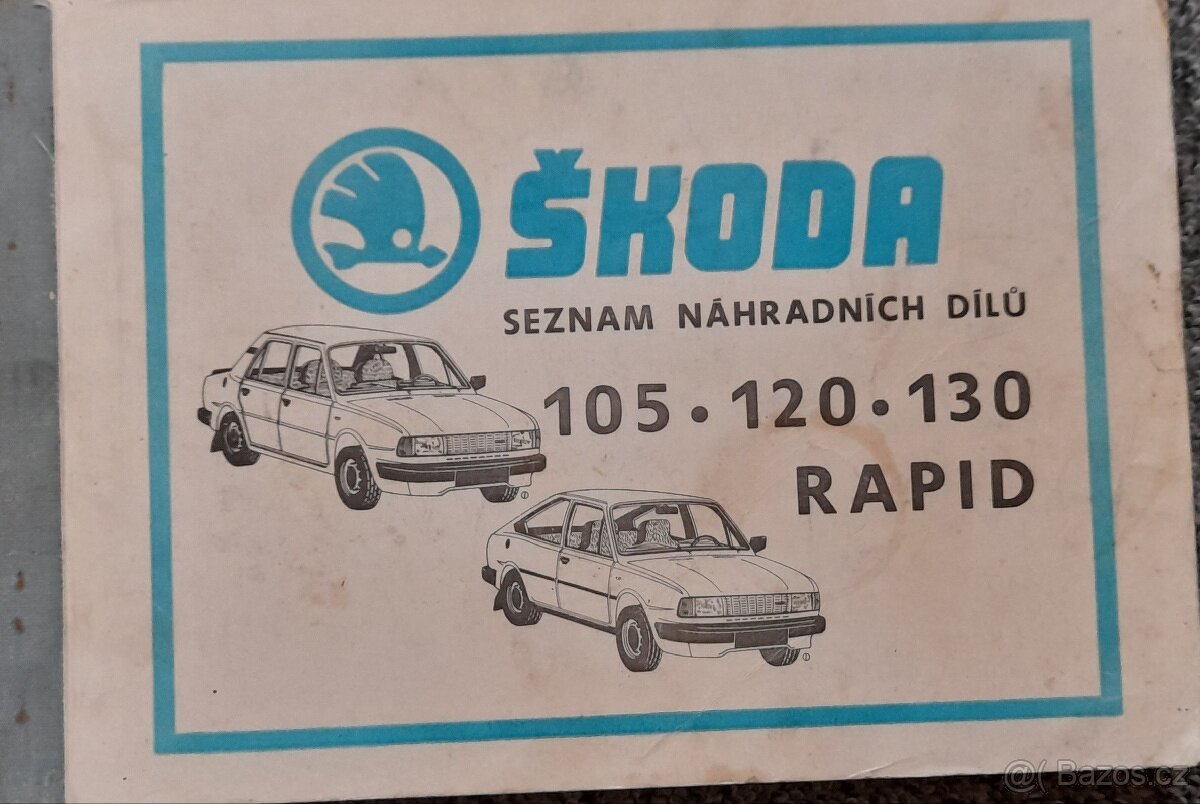 ŠKODA
SEZNAM NÁHRADNÍCH DÍLŮ
105 • 120 • 130
RAPID
@( Bazos.cz